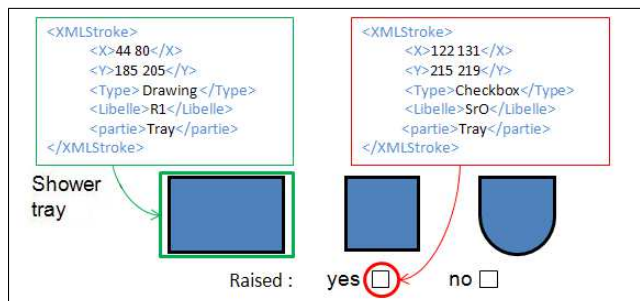 <XMLStroke>
<X>44 80</X>
<Y>185 205</Y>
<Type> Drawing </Type>
<Libelle>R1</Libelle>
<partie>Tray</partie>
</XMLStroke>
<XMLStroke>
<X>122 131</X>
<Y>215 219</Y>
<Type>Checkbox</Type>
<Libelle>SrO</Libelle>
<partie>Tray</partie>
</XMLStroke>
Shower
tray
Raised : yes no